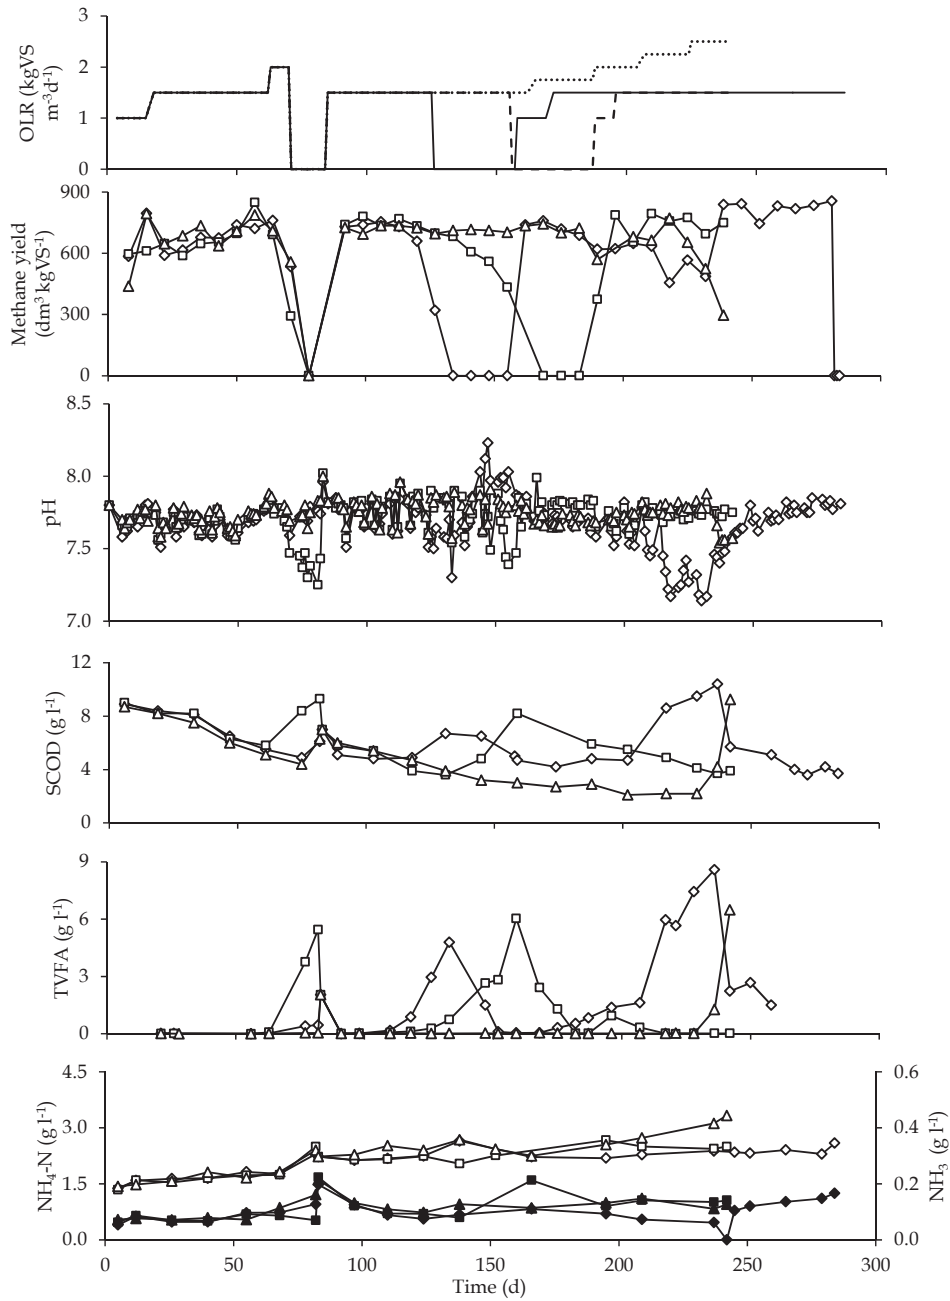 3
2
1
0
OLR (kgVS
m-3d-1)
900
600
300
0
Methane yield
(dm3 kgVS-1)
8.5
8.0
7.5
7.0
pH
12
8
4
0
SCOD (g l-1)
9
6
3
0
TVFA (g l-1)
4.5
3.0
1.5
0.0
NH4-N (g l-1)
0.6
0.4
0.2
0.0
NH3 (g l-1)
0 50 100 150 200 250 300
Time (d)